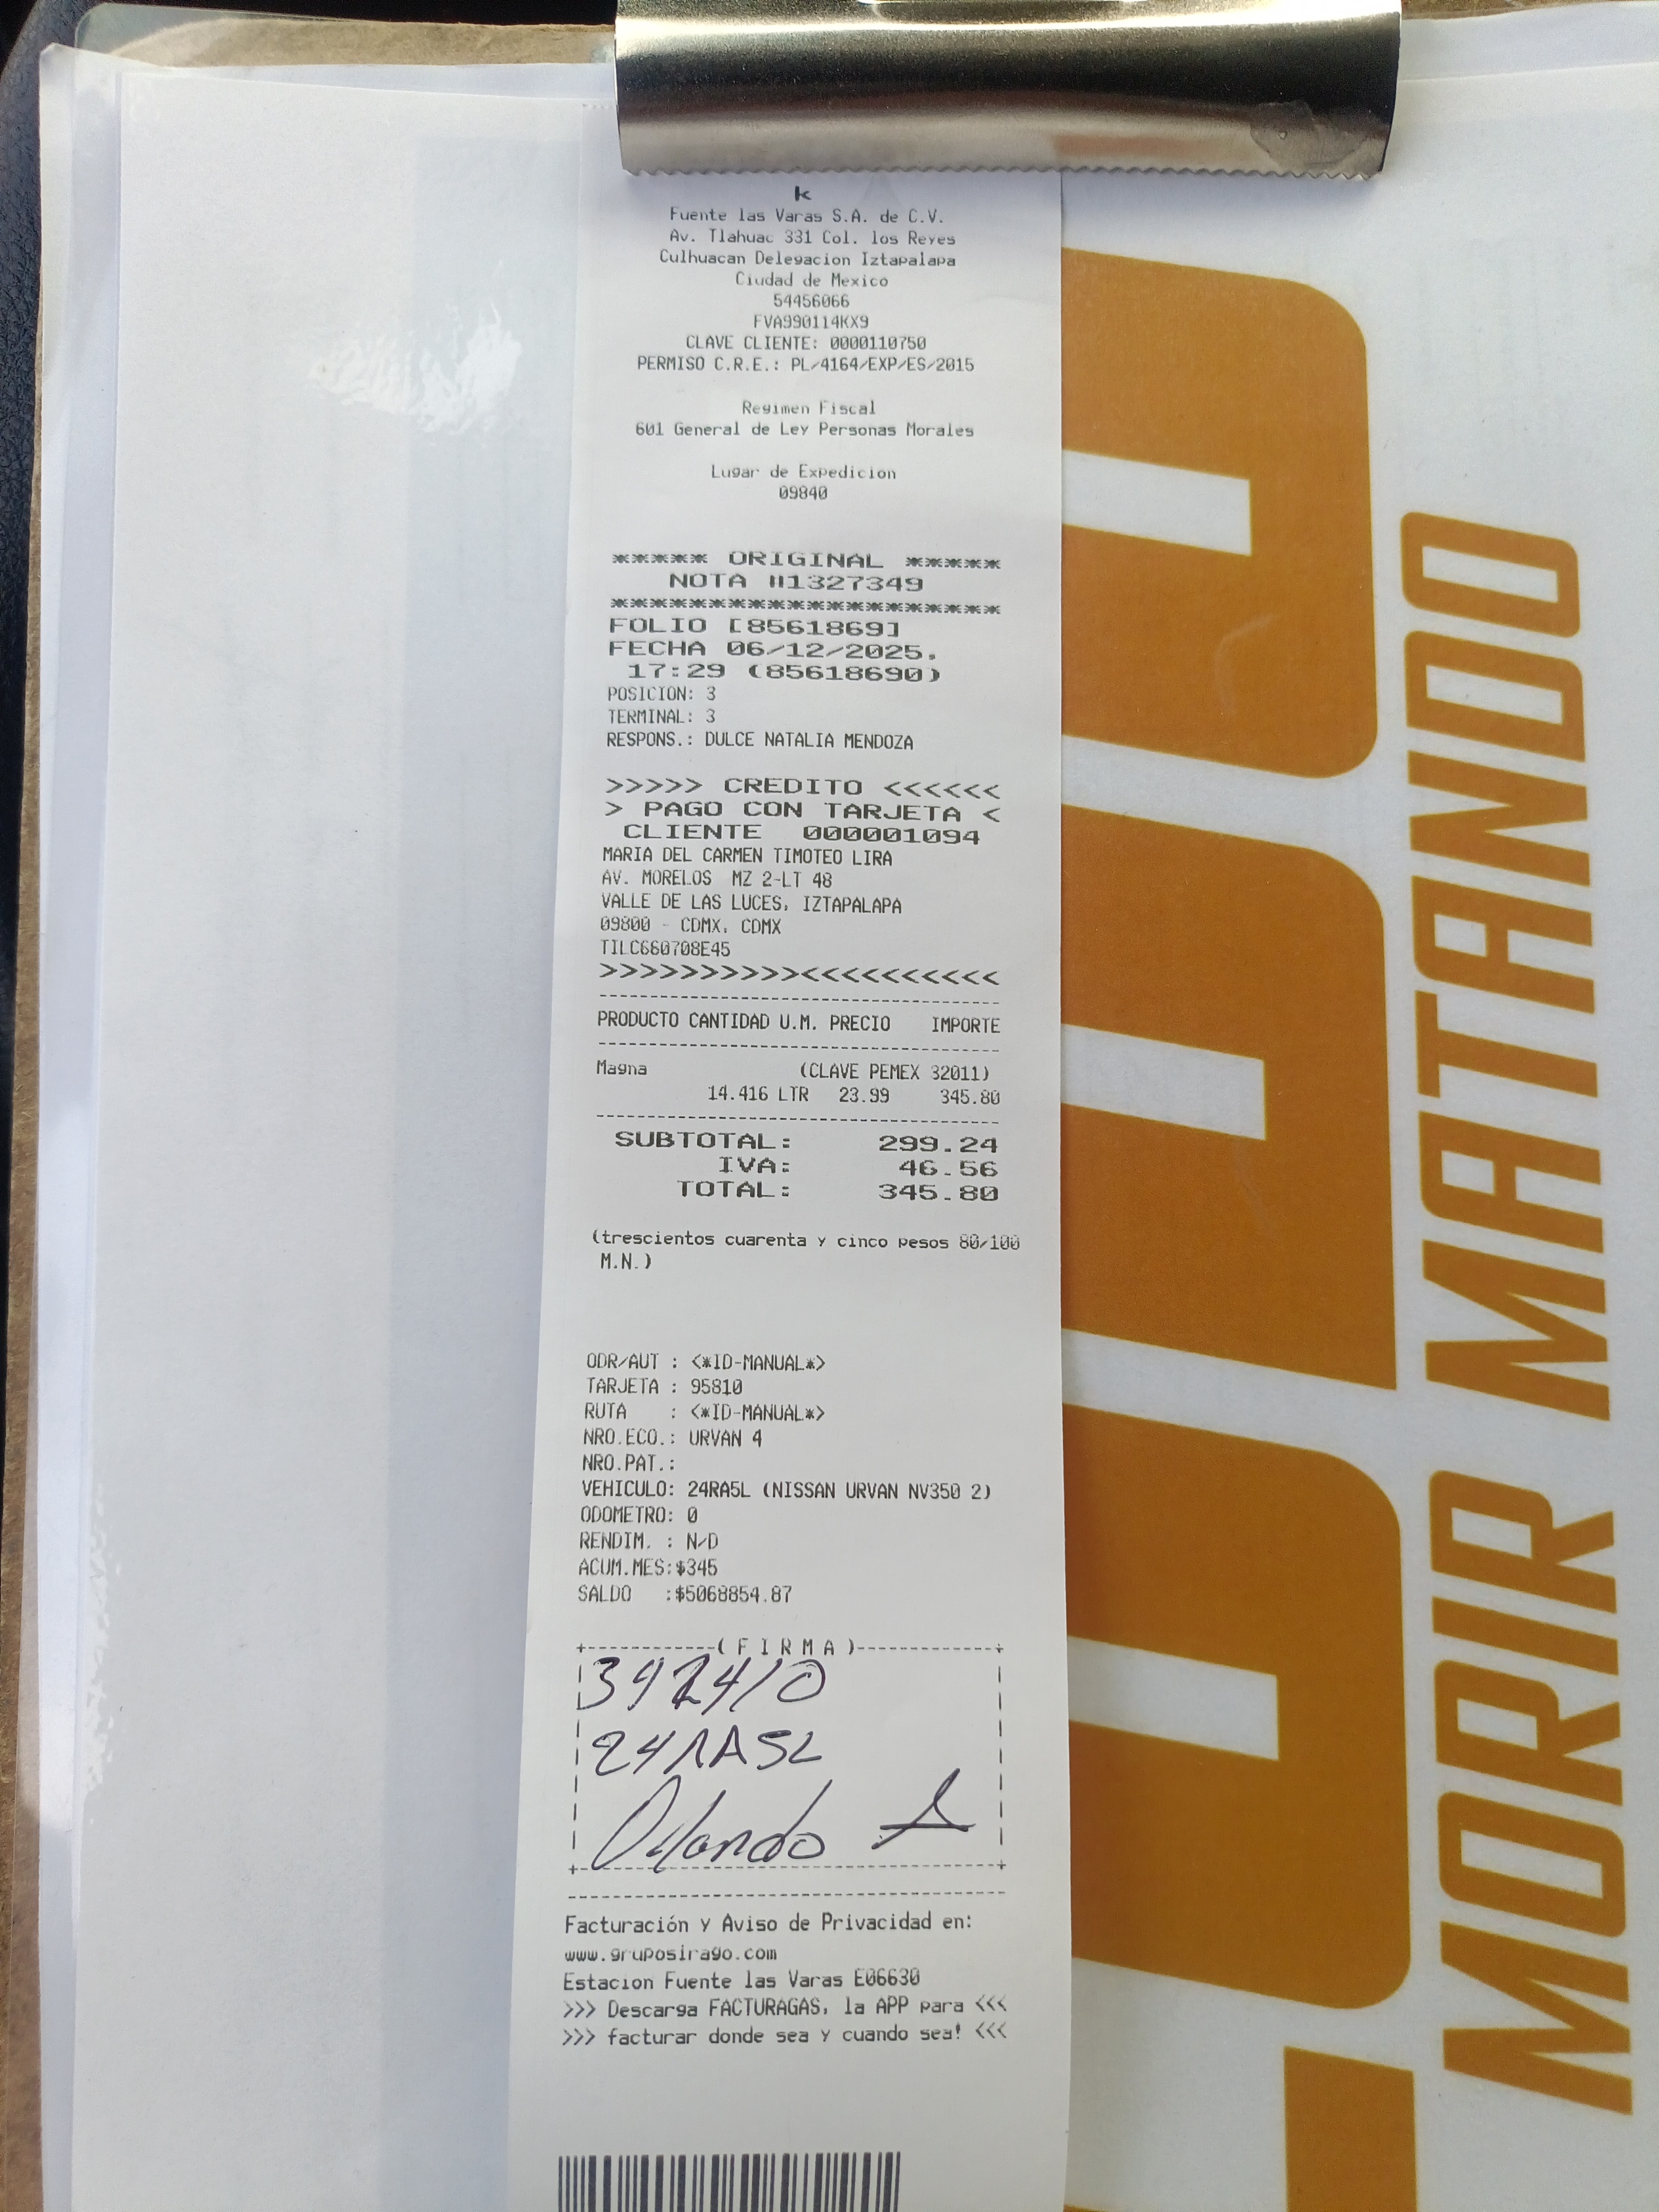 k
Fuente las Varas S.A. de C.V.
Av. Tlahuac 331 Col. los Reyes
Culhuacan Delegacion Iztapalapa
Ciudad de Mexico
54456066
FVA990114KX9
CLAVE CLIENTE: 0000110750
PERMISO C.R.E.: PL/4164/EXP/ES/2015
Regimen Fiscal
601 General de Ley Personas Morales
Lugar de Expedicion
09840
***** ORIGINAL *****
NOTA #1327349
********************
FOLIO [8561869]
FECHA 06/12/2025,
17:29 (85618690)
POSICION: 3
TERMINAL: 3
RESPONS.: DULCE NATALIA MENDOZA
>>>>> CREDITO <<<<<<
> PAGO CON TARJETA <
CLIENTE 000001094
MARIA DEL CARMEN TIMOTEO LIRA
AV. MORELOS MZ 2-LT 48
VALLE DE LAS LUCES, IZTAPALAPA
09800 - CDMX, CDMX
TILC660708E45
>>>>>>>>>><<<<<<<<<<
PRODUCTO CANTIDAD U.M. PRECIO IMPORTE
Magna (CLAVE PEMEX 32011)
14.416 LTR 23.99 345.80
SUBTOTAL: 299.24
IVA: 46.56
TOTAL: 345.80
(trescientos cuarenta y cinco pesos 80/100
M.N.)
ODR/AUT : <*ID-MANUAL*>
TARJETA : 95810
RUTA : <*ID-MANUAL*>
NRO.ECO.: URVAN 4
NRO.PAT.:
VEHICULO: 24RA5L (NISSAN URVAN NV350 2)
ODOMETRO: 0
RENDIM. : N/D
ACUM.MES:$345
SALDO :$5068854.87
+------------(F I R M A)-------------+
24RA5L
Orlando
Facturación y Aviso de Privacidad en:
www.gruposirago.com
Estacion Fuente las Varas E06630
>>> Descarga FACTURAGAS, la APP para <<<
>>> facturar donde sea y cuando sea! <<<
MORIR MATANDO